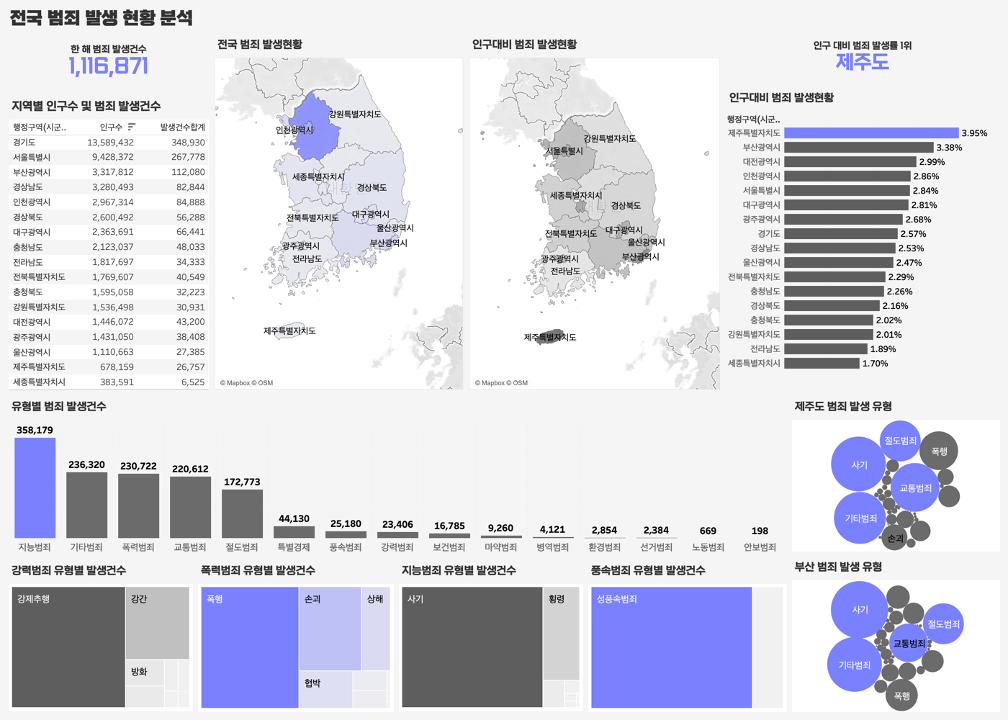 전국 범죄 발생 현황 분석
한 해 범죄 발생건수
1,116,871
전국 범죄 발생현황
인구대비 범죄 발생현황
인구 대비 범죄 발생률 1위
제주도
지역별 인구수 및 범죄 발생건수
행정구역(시군.. 인구수 발생건수합계
경기도 13,589,432 348,930
서울특별시 9,428,372 267,778
부산광역시 3,317,812 112,080
경상남도 3,280,493 82,844
인천광역시 2,967,314 84,888
경상북도 2,600,492 56,288
대구광역시 2,363,691 66,441
충청남도 2,123,037 48,033
전라남도 1,817,697 34,333
전북특별자치도 1,769,607 40,549
충청북도 1,595,058 32,223
강원특별자치도 1,536,498 30,931
대전광역시 1,446,072 43,200
광주광역시 1,431,050 38,408
울산광역시 1,110,663 27,385
제주특별자치도 678,159 26,757
세종특별자치시 383,591 6,525
강원특별자치도
인천광역시
세종특별자치시
경상북도
전북특별자치도
대구광역시
울산광역시
광주광역시
부산광역시
전라남도
제주특별자치도
© Mapbox © OSM
강원특별자치도
서울특별시
세종특별자치시
경상북도
전북특별자치도
대구광역시
울산광역시
광주광역시
부산광역시
전라남도
제주특별자치도
© Mapbox © OSM
인구대비 범죄 발생현황
행정구역(시군..
제주특별자치도 3.95%
부산광역시 3.38%
대전광역시 2.99%
인천광역시 2.86%
서울특별시 2.84%
대구광역시 2.81%
광주광역시 2.68%
경기도 2.57%
경상남도 2.53%
울산광역시 2.47%
전북특별자치도 2.29%
충청남도 2.26%
경상북도 2.16%
충청북도 2.02%
강원특별자치도 2.01%
전라남도 1.89%
세종특별자치시 1.70%
유형별 범죄 발생건수
358,179 236,320 230,722 220,612 172,773 44,130 25,180 23,406 16,785 9,260 4,121 2,854 2,384 669 198
지능범죄 기타범죄 폭력범죄 교통범죄 절도범죄 특별경제 풍속범죄 강력범죄 보건범죄 마약범죄 병역범죄 환경범죄 선거범죄 노동범죄 안보범죄
제주도 범죄 발생 유형
절도범죄
폭행
사기
교통범죄
기타범죄
손괴
강력범죄 유형별 발생건수
강제추행
강간
방화
폭력범죄 유형별 발생건수
폭행
손괴
상해
협박
지능범죄 유형별 발생건수
사기
횡령
풍속범죄 유형별 발생건수
성풍속범죄
부산 범죄 발생 유형
사기
절도범죄
교통범죄
기타범죄
폭행